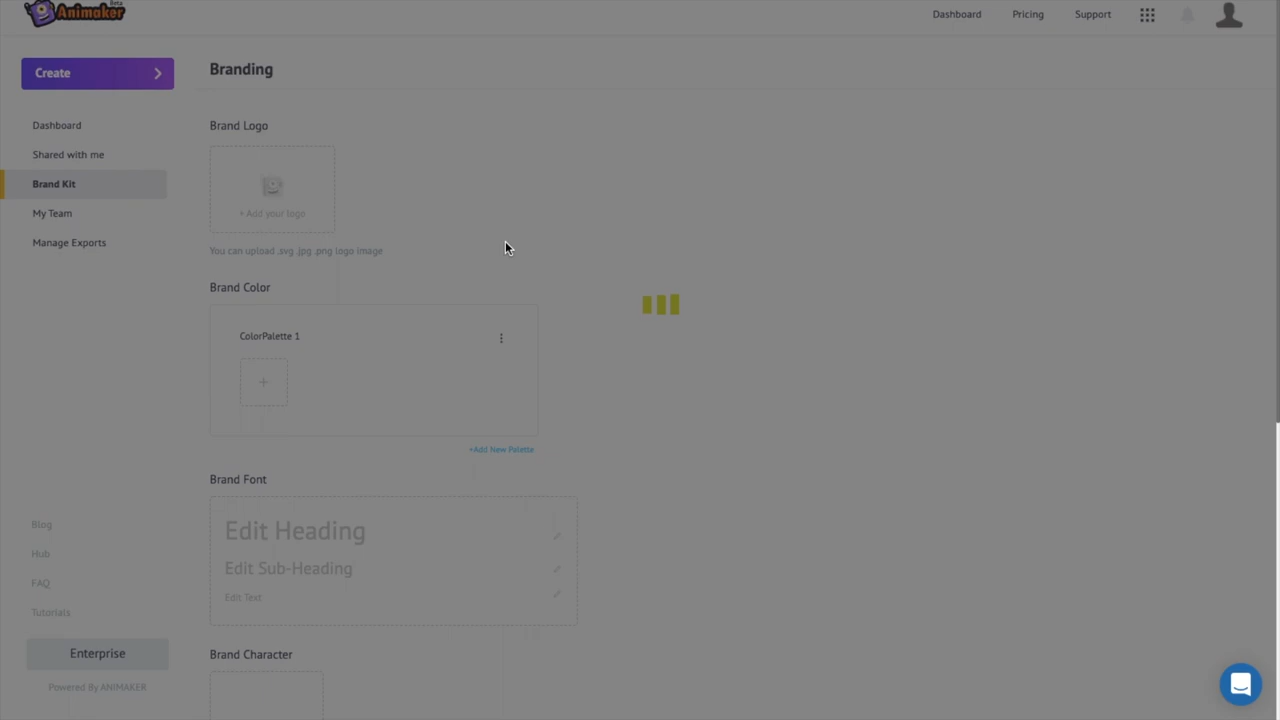 Beta
Animaker
Dashboard
Pricing
Support
Create
Branding
Dashboard
Shared with me
Brand Kit
My Team
Manage Exports
Brand Logo
+ Add your logo
You can upload .svg .jpg .png logo image
Brand Color
ColorPalette 1
+
+Add New Palette
Brand Font
Edit Heading
Edit Sub-Heading
Edit Text
Brand Character
Blog
Hub
FAQ
Tutorials
Enterprise
Powered By ANIMAKER